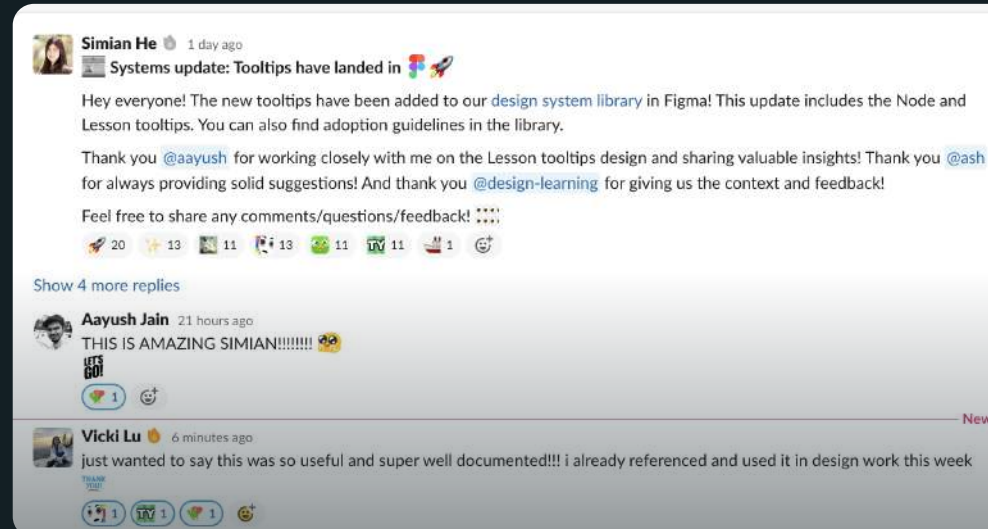 Simian He 1 day ago
Systems update: Tooltips have landed in
Hey everyone! The new tooltips have been added to our design system library in Figma! This update includes the Node and
Lesson tooltips. You can also find adoption guidelines in the library.
Thank you @aayush for working closely with me on the Lesson tooltips design and sharing valuable insights! Thank you @ash
for always providing solid suggestions! And thank you @design-learning for giving us the context and feedback!
Feel free to share any comments/questions/feedback!
20 13 11 13 11 TY 11 1
Show 4 more replies
Aayush Jain 21 hours ago
THIS IS AMAZING SIMIAN!!!!!!!!
LET'S
GO!
1
New
Vicki Lu 6 minutes ago
just wanted to say this was so useful and super well documented!!! i already referenced and used it in design work this week
THANK
YOU!
1 TY 1 1